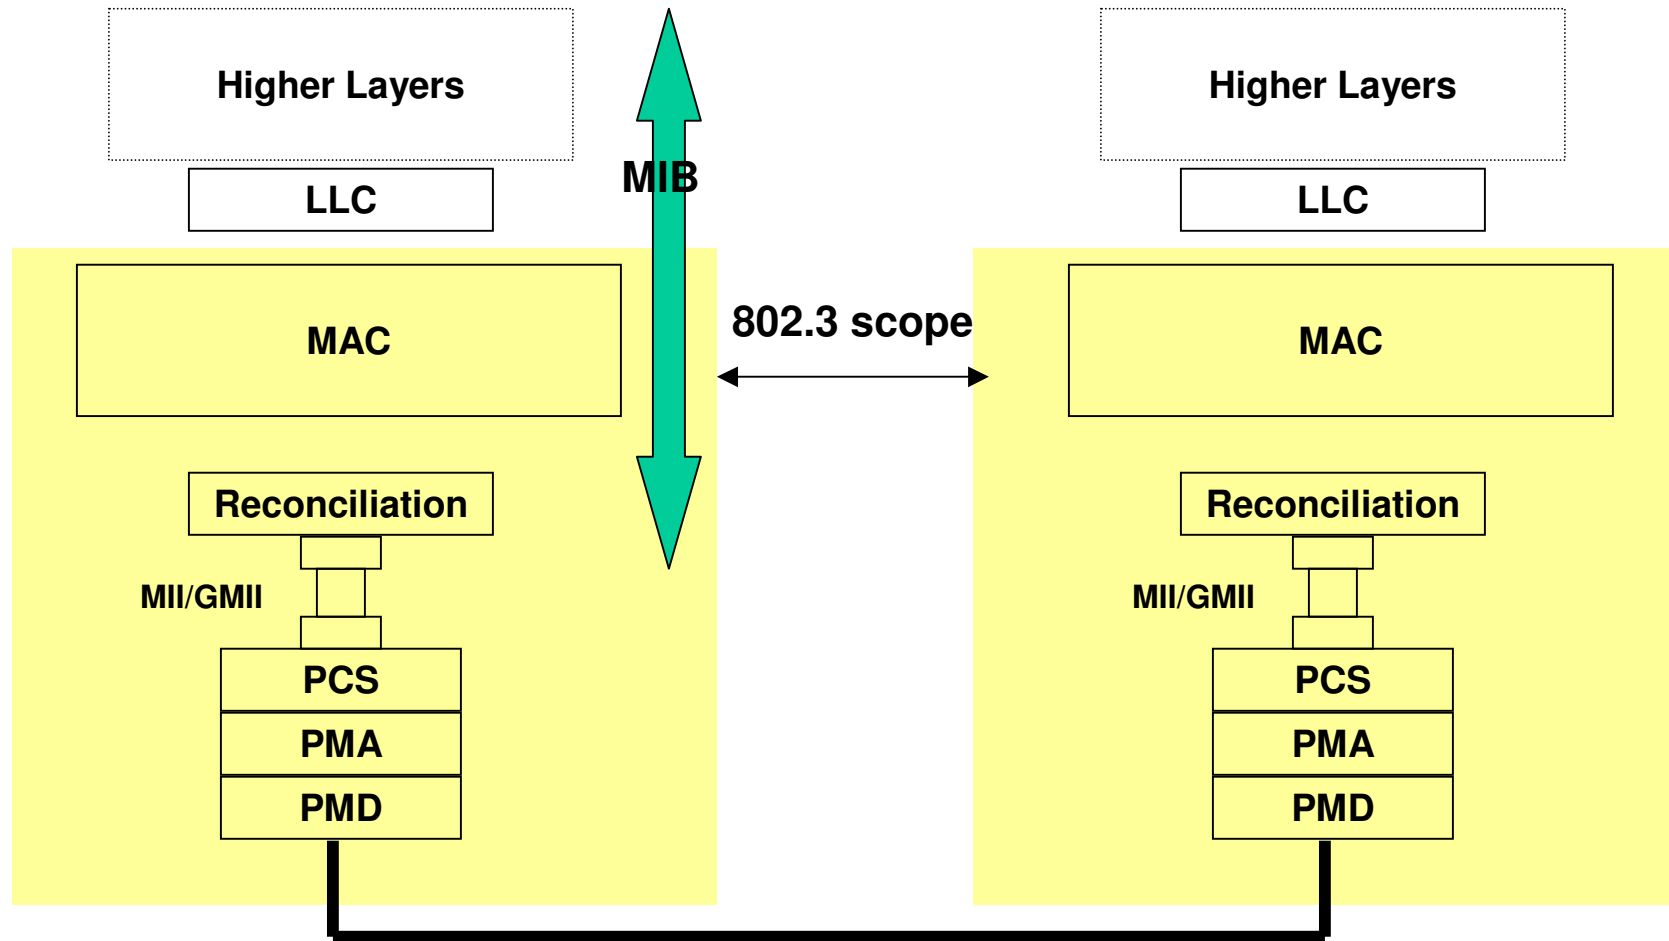 Higher Layers
LLC
MAC
Reconciliation
MII/GMII
PCS
PMA
PMD
MIB
802.3 scope
Higher Layers
LLC
MAC
Reconciliation
MII/GMII
PCS
PMA
PMD